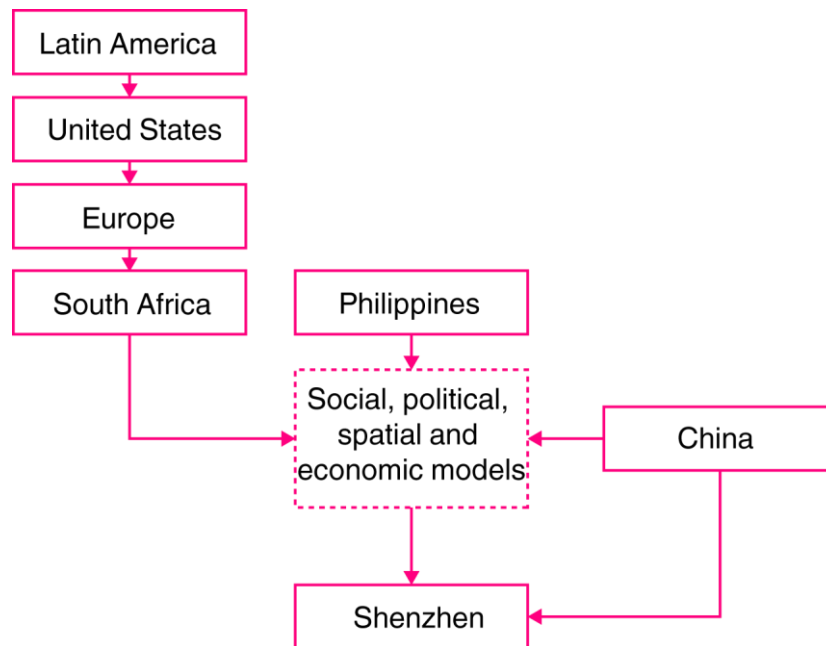 Latin America
United States
Europe
South Africa
Philippines
Social, political,
spatial and
economic models
China
Shenzhen